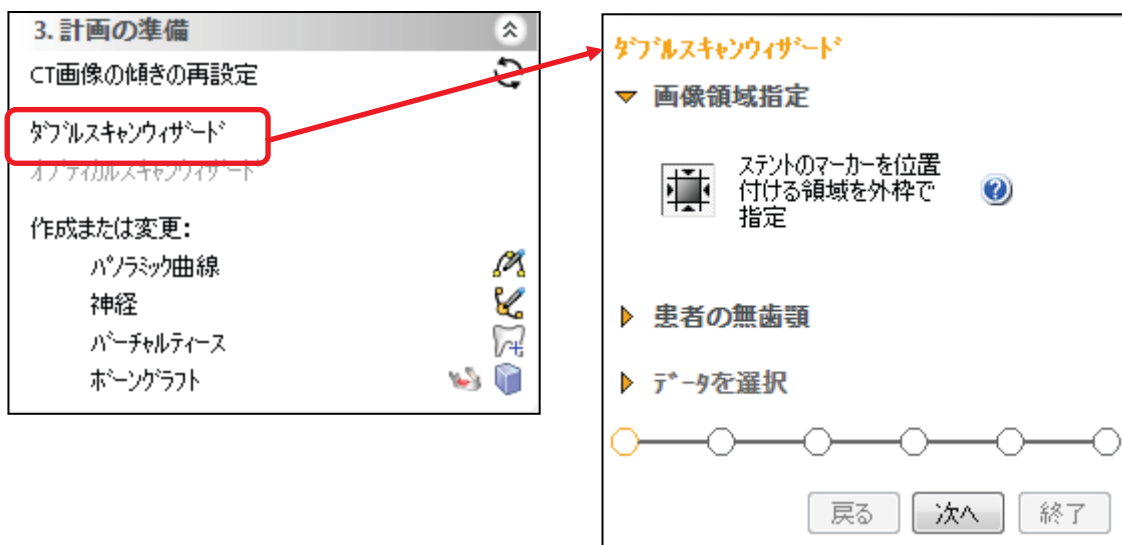 3. 計画の準備
CT画像の傾きの再設定
ﾀﾞﾌﾞﾙｽｷｬﾝｳｨｻﾞｰﾄﾞ
ｵﾌﾟﾃｨｶﾙｽｷｬﾝｳｨｻﾞｰﾄﾞ
作成または変更:
ﾊﾟﾉﾗﾐｯｸ曲線
神経
ﾊﾞｰﾁｬﾙﾃｨｰｽ
ﾎﾞｰﾝｸﾞﾗﾌﾄ
ﾀﾞﾌﾞﾙｽｷｬﾝｳｨｻﾞｰﾄﾞ
画像領域指定
ｽﾃﾝﾄのﾏｰｶｰを位置
付ける領域を外枠で
指定
患者の無歯顎
ﾃﾞｰﾀを選択
戻る 次へ 終了